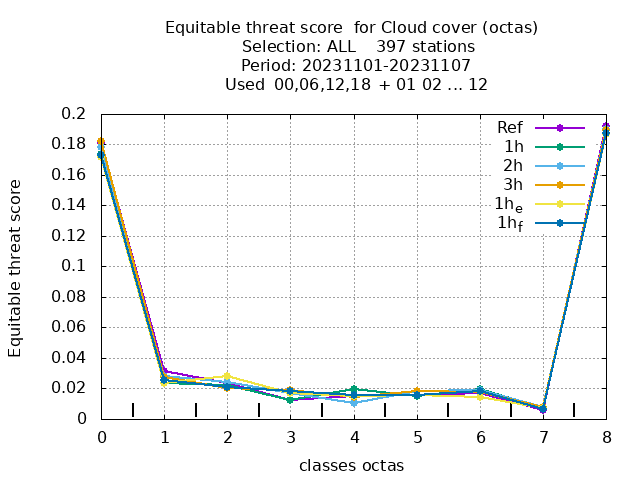 Equitable threat score for Cloud cover (octas)
Selection: ALL 397 stations
Period: 20231101-20231107
Used 00,06,12,18 + 01 02 ... 12
Equitable threat score
0.2
0.18
0.16
0.14
0.12
0.1
0.08
0.06
0.04
0.02
0
Ref
1h
2h
3h
1he
1hf
0 1 2 3 4 5 6 7 8
classes octas